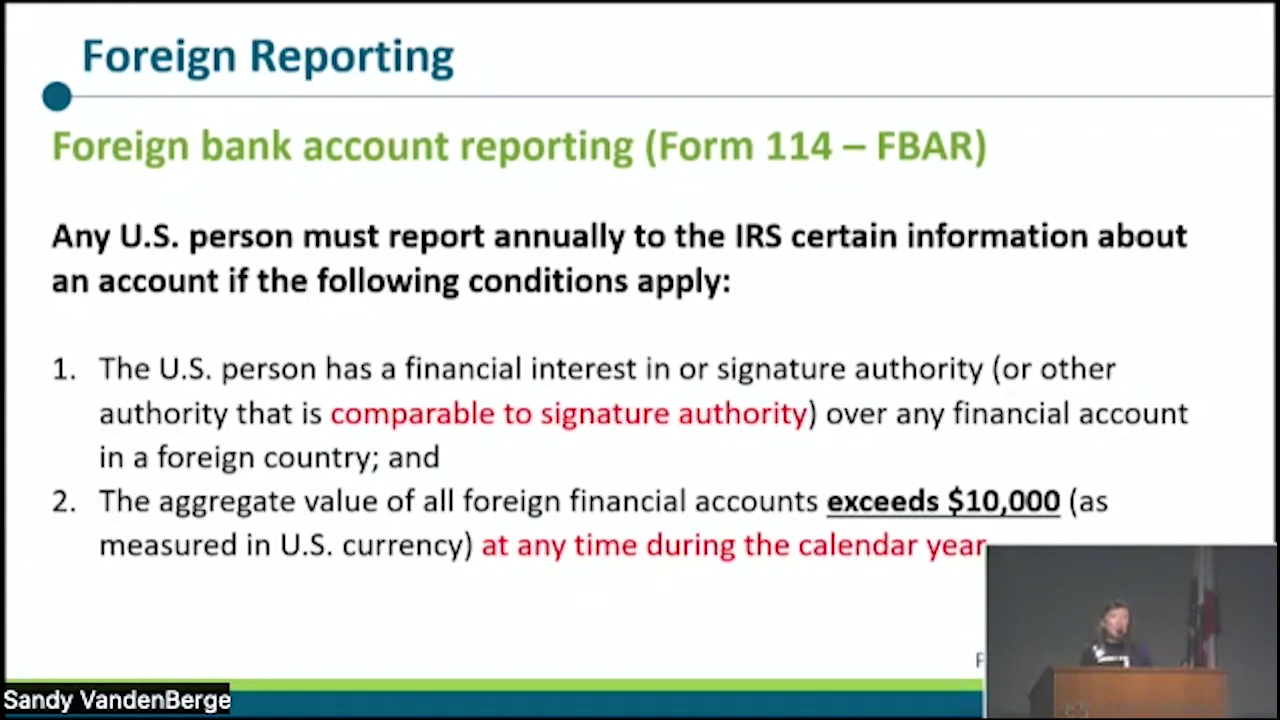 Foreign Reporting
Foreign bank account reporting (Form 114 – FBAR)
Any U.S. person must report annually to the IRS certain information about
an account if the following conditions apply:
1. The U.S. person has a financial interest in or signature authority (or other
authority that is comparable to signature authority) over any financial account
in a foreign country; and
2. The aggregate value of all foreign financial accounts exceeds $10,000 (as
measured in U.S. currency) at any time during the calendar year
Sandy VandenBerge